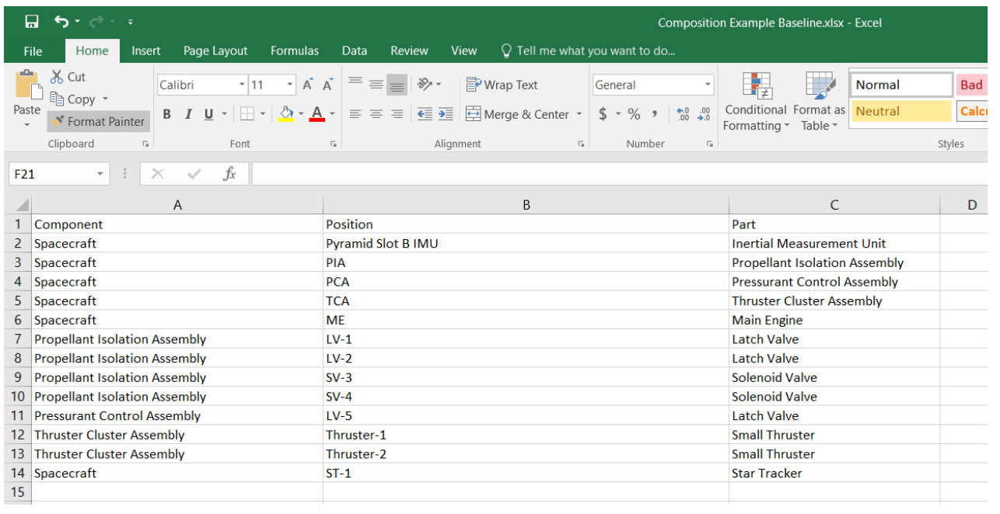 Composition Example Baseline.xlsx - Excel
File Home Insert Page Layout Formulas Data Review View Tell me what you want to do...
Cut
Copy
Format Painter
Paste
Calibri 11 A A
B I U A
Wrap Text
Merge & Center
General
$ % , .0 .00 .00 .0
Conditional Formatting
Format as Table
Normal Bad
Neutral
Clipboard Font Alignment Number Styles
F21 fx
A B C D
1 Component Position Part
2 Spacecraft Pyramid Slot B IMU Inertial Measurement Unit
3 Spacecraft PIA Propellant Isolation Assembly
4 Spacecraft PCA Pressurant Control Assembly
5 Spacecraft TCA Thruster Cluster Assembly
6 Spacecraft ME Main Engine
7 Propellant Isolation Assembly LV-1 Latch Valve
8 Propellant Isolation Assembly LV-2 Latch Valve
9 Propellant Isolation Assembly SV-3 Solenoid Valve
10 Propellant Isolation Assembly SV-4 Solenoid Valve
11 Pressurant Control Assembly LV-5 Latch Valve
12 Thruster Cluster Assembly Thruster-1 Small Thruster
13 Thruster Cluster Assembly Thruster-2 Small Thruster
14 Spacecraft ST-1 Star Tracker
15